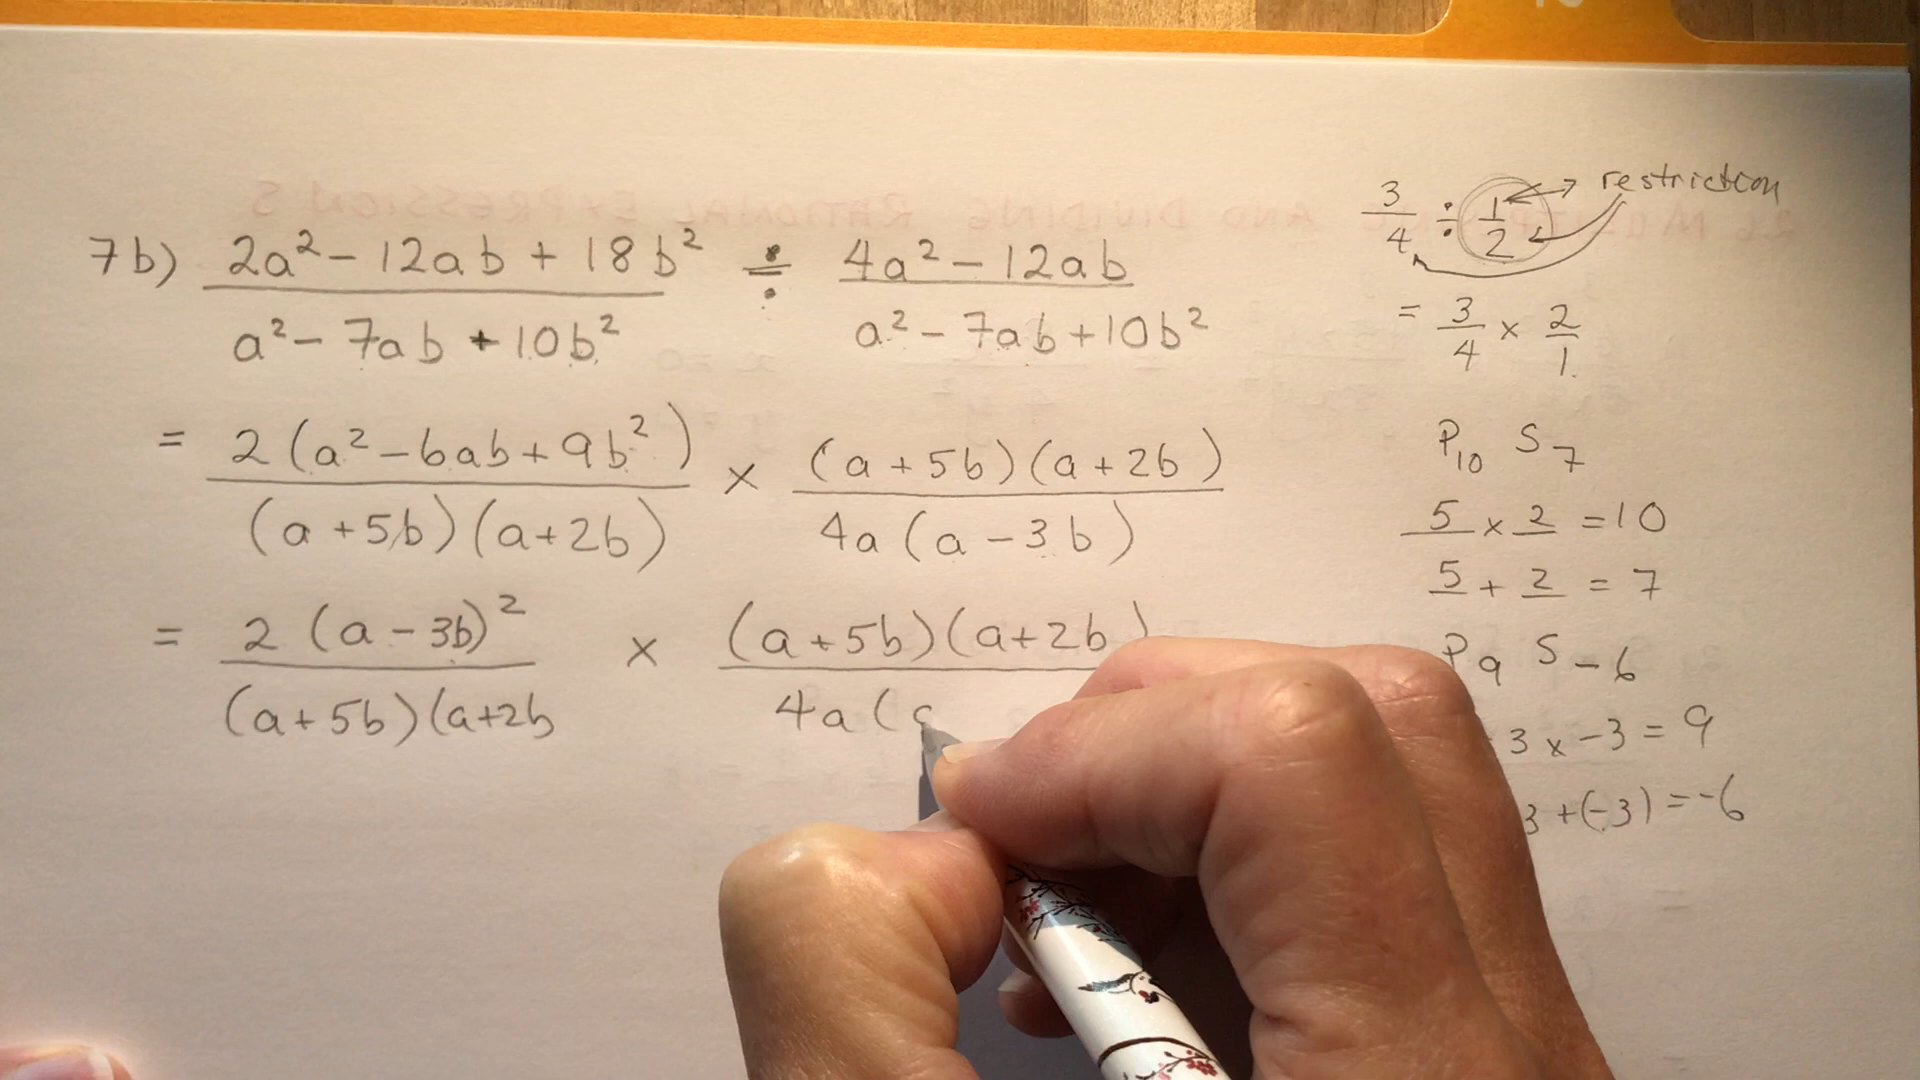 7b) 2a² - 12ab + 18b² ÷ 4a² - 12ab
a² - 7ab + 10b² a² - 7ab + 10b²
= 2(a² - 6ab + 9b²) × (a + 5b)(a + 2b)
(a + 5b)(a + 2b) 4a(a - 3b)
= 2(a - 3b)² × (a + 5b)(a + 2b)
(a + 5b)(a + 2b 4a(
3/4 ÷ 1/2 restriction
= 3/4 × 2/1
P10 S7
5 × 2 = 10
5 + 2 = 7
P9 S-6
3 × -3 = 9
3 + (-3) = -6